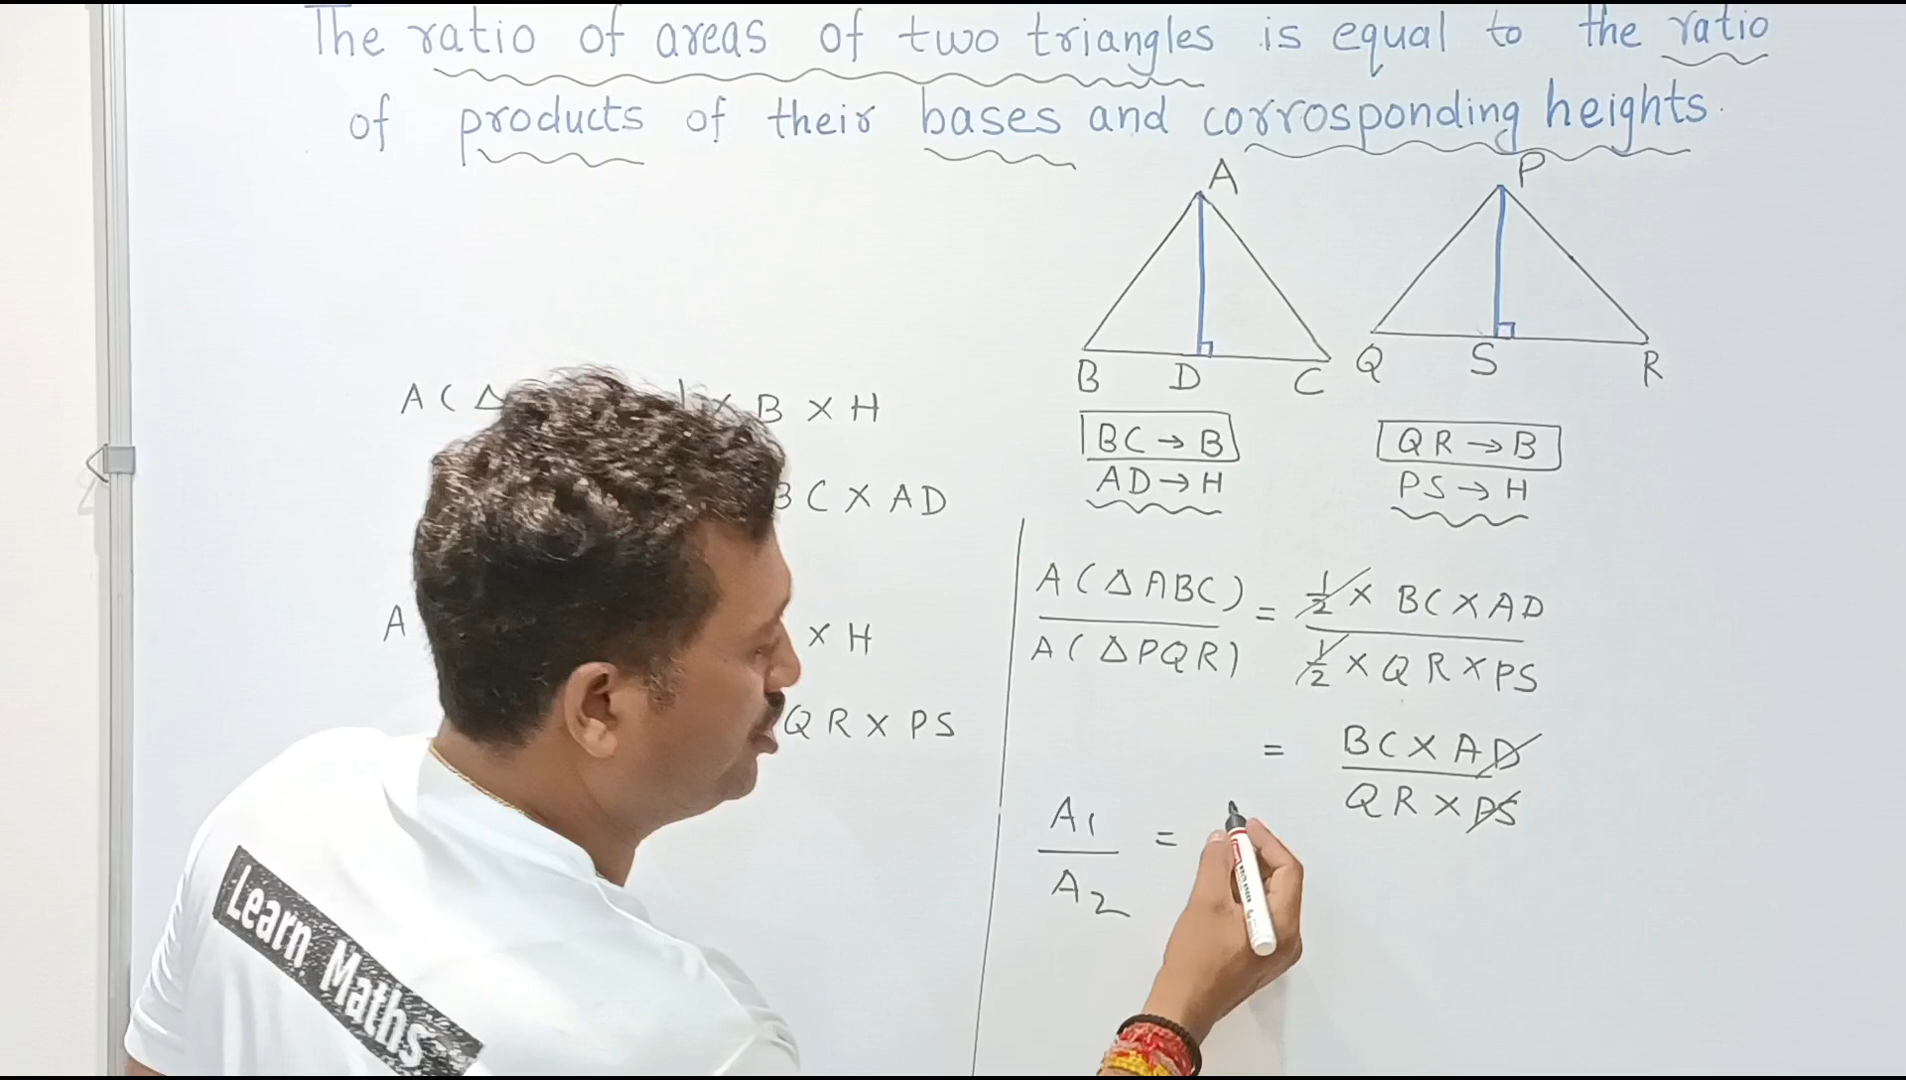 The ratio of areas of two triangles is equal to the ratio
of products of their bases and corrosponding heights.
A P
B D C Q S R
A ( Δ × B × H
BC → B QR → B
AD → H PS → H
BC × AD
A ( Δ ABC ) = 1/2 × BC × AD
A ( Δ PQR ) 1/2 × QR × PS
A × H
QR × PS
= BC × AD
QR × PS
A1 =
A2
Learn Maths